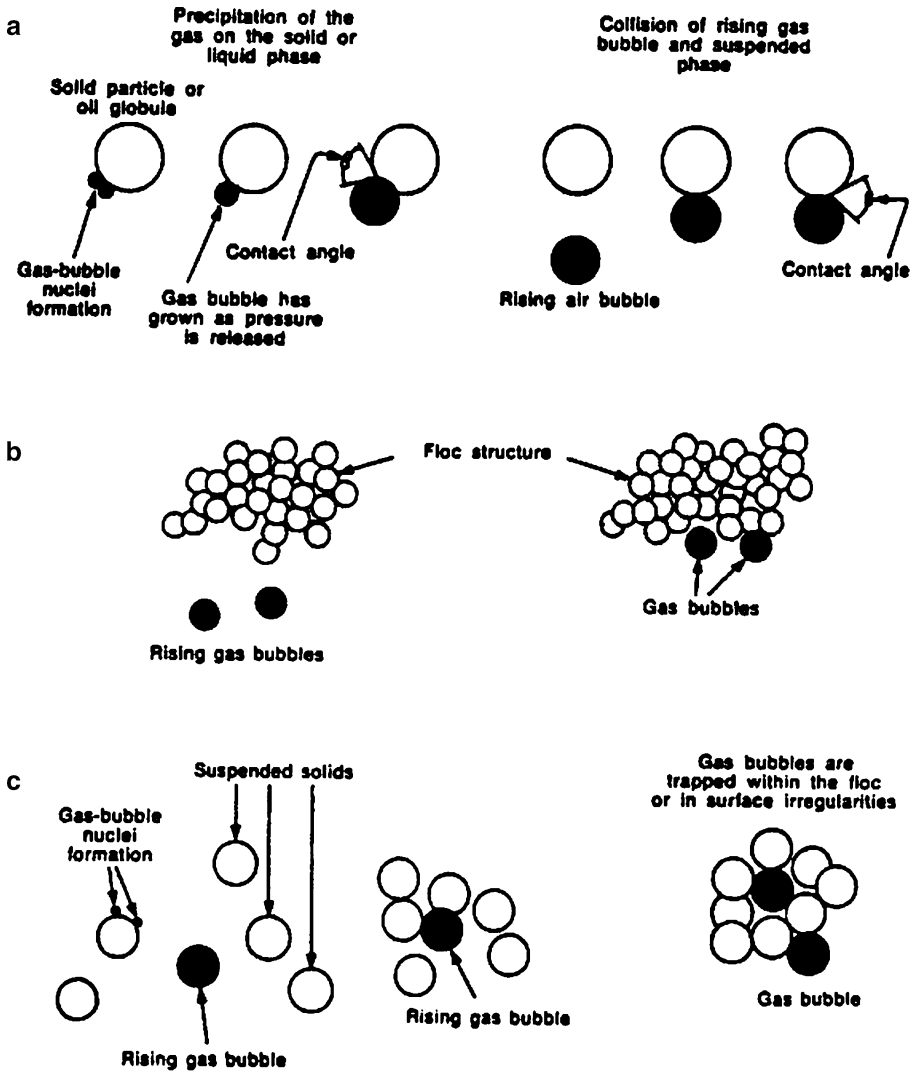 a
Precipitation of the
gas on the solid or
liquid phase
Collision of rising gas
bubble and suspended
phase
Solid particle or
oil globule
Contact angle
Gas-bubble
nuclei
formation
Gas bubble has
grown as pressure
is released
Rising air bubble
Contact angle
b
Floc structure
Gas bubbles
Rising gas bubbles
c
Suspended solids
Gas-bubble
nuclei
formation
Gas bubbles are
trapped within the floc
or in surface irregularities
Rising gas bubble
Rising gas bubble
Gas bubble